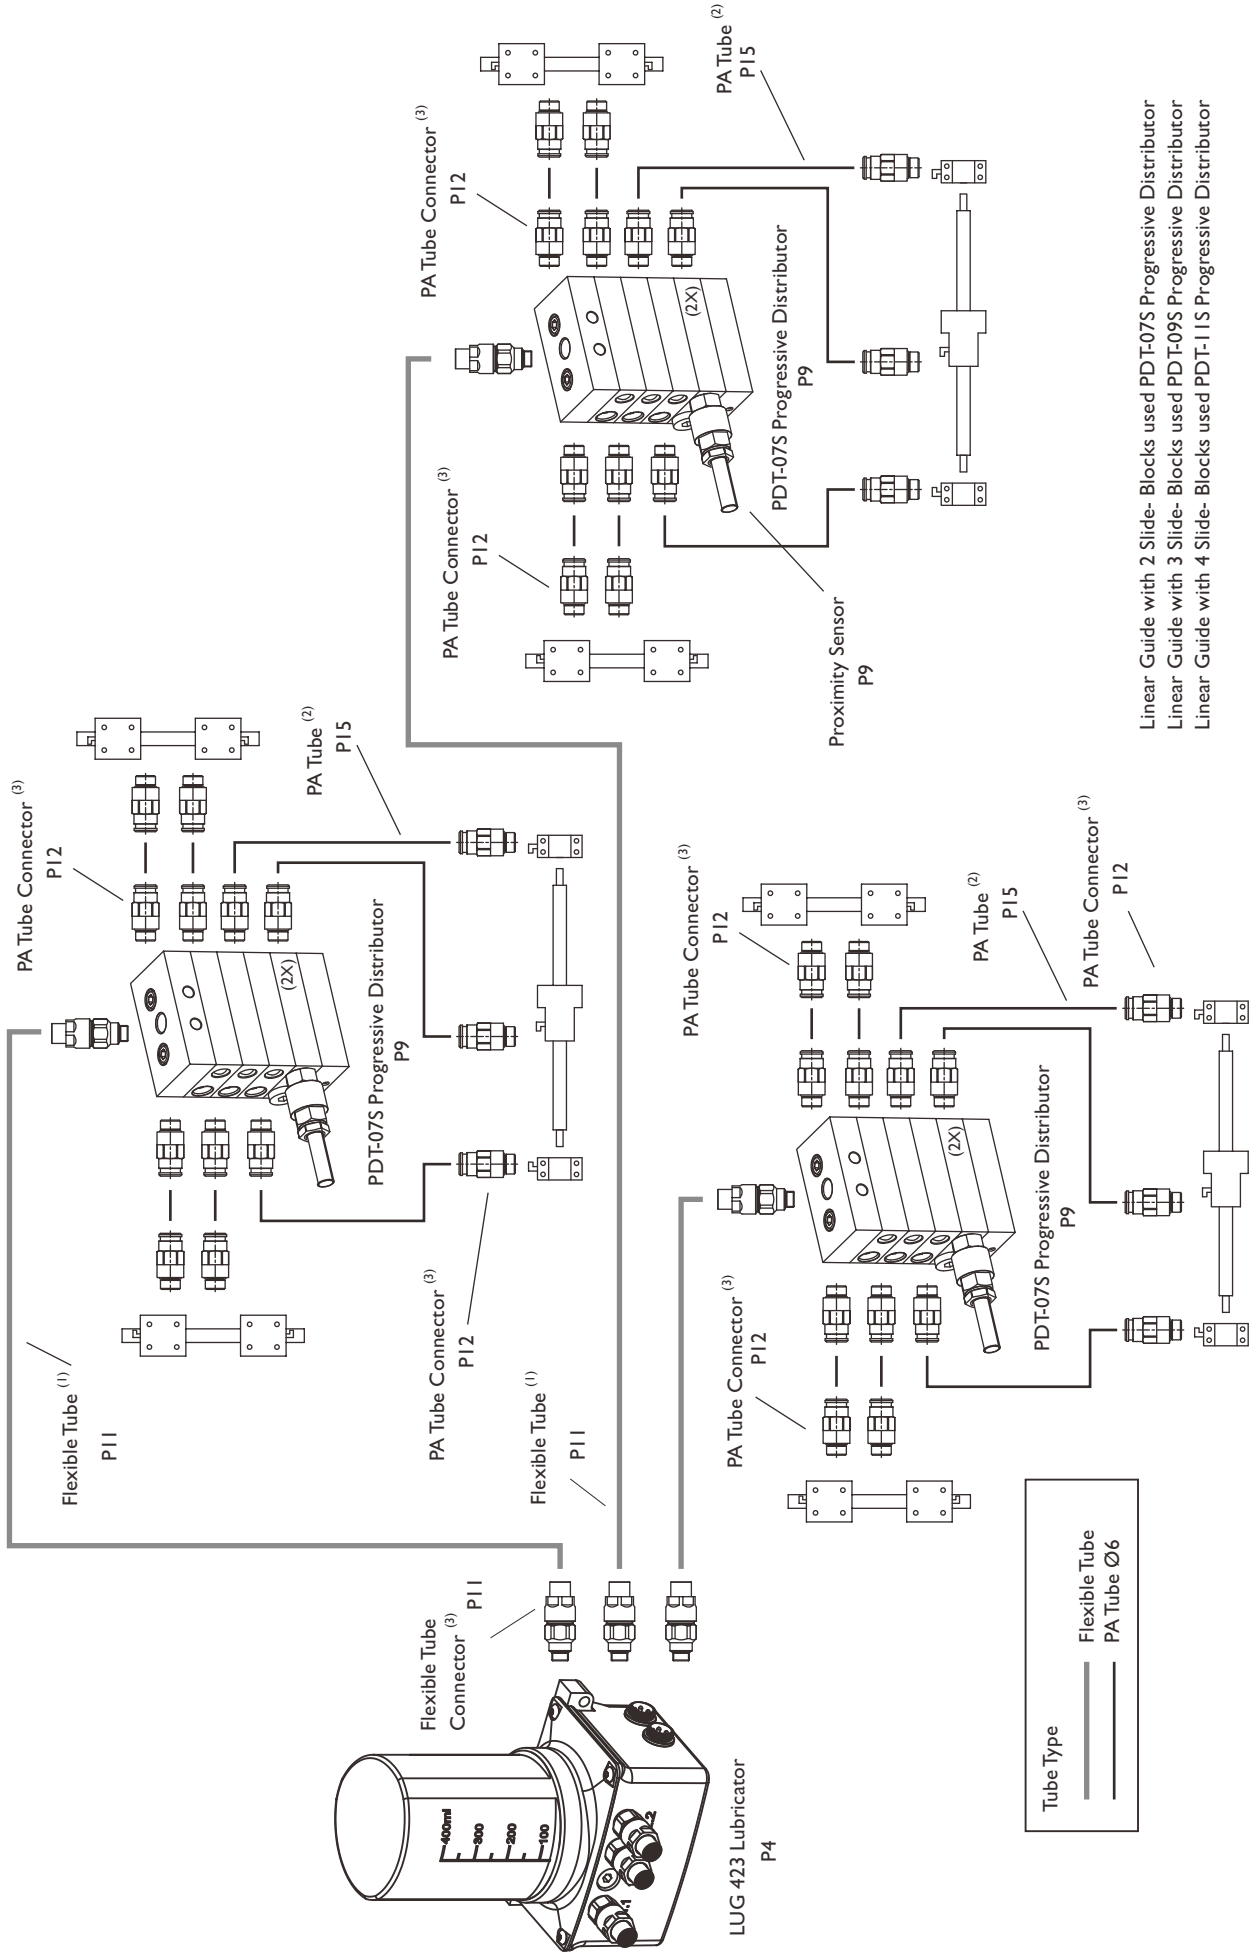 Flexible Tube (1)
P11
PA Tube Connector (3)
P12
PA Tube (2)
P15
(2X)
PDT-07S Progressive Distributor
P9
PA Tube Connector (3)
P12
PA Tube Connector (3)
P12
PA Tube Connector (3)
P12
PA Tube (2)
P15
(2X)
PDT-07S Progressive Distributor
P9
Proximity Sensor
P9
Flexible Tube (1)
P11
Flexible Tube
Connector (3)
P11
400ml
300
200
100
LUG 423 Lubricator
P4
PA Tube Connector (3)
P12
PA Tube Connector (3)
P12
PA Tube (2)
P15
PA Tube Connector (3)
P12
(2X)
PDT-07S Progressive Distributor
P9
Tube Type
Flexible Tube
PA Tube Ø6
Linear Guide with 2 Slide- Blocks used PDT-07S Progressive Distributor
Linear Guide with 3 Slide- Blocks used PDT-09S Progressive Distributor
Linear Guide with 4 Slide- Blocks used PDT-11S Progressive Distributor